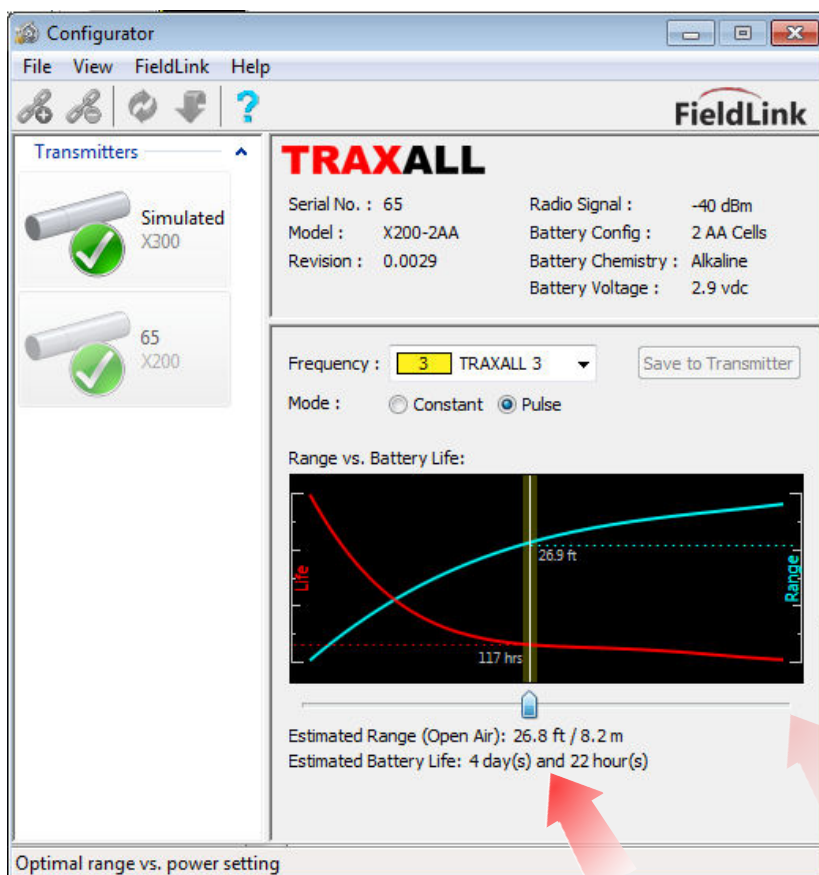 Configurator
File View FieldLink Help
FieldLink
Transmitters
Simulated
X300
65
X200
TRAXALL
Serial No. : 65 Radio Signal : -40 dBm
Model : X200-2AA Battery Config : 2 AA Cells
Revision : 0.0029 Battery Chemistry : Alkaline
Battery Voltage : 2.9 vdc
Frequency : 3 TRAXALL 3 Save to Transmitter
Mode : Constant Pulse
Range vs. Battery Life:
26.9 ft
Life
Range
117 hrs
Estimated Range (Open Air): 26.8 ft / 8.2 m
Estimated Battery Life: 4 day(s) and 22 hour(s)
Optimal range vs. power setting